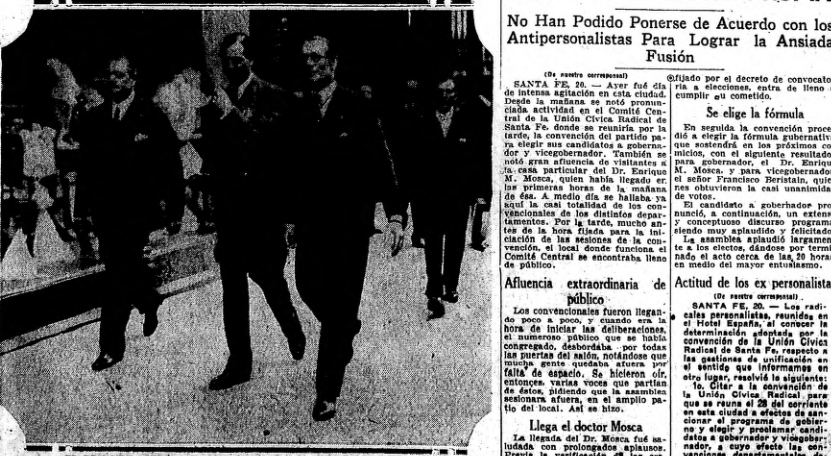 No Han Podido Ponerse de Acuerdo con los
Antipersonalistas Para Lograr la Ansiada
Fusión
(De nuestro corresponsal)
SANTA FE, 20. — Ayer fué día
de intensa agitación en esta ciudad.
Desde la mañana se notó pronun-
ciada actividad en el Comité Cen-
tral de la Unión Cívica Radical de
Santa Fe, donde se reuniría por la
tarde, la convención del partido pa-
ra elegir sus candidatos a goberna-
dor y vicegobernador. También se
notó gran afluencia de visitantes a
la casa particular del Dr. Enrique
M. Mosca, quien había llegado en
las primeras horas de la mañana
de ésa. A medio día se hallaba ya
aquí la casi totalidad de los con-
vencionales de los distintos depar-
tamentos. Por la tarde, mucho an-
tes de la hora fijada para la ini-
ciación de las sesiones de la con-
vención, el local donde funciona el
Comité Central se encontraba lleno
de público.
Afluencia extraordinaria de
público
Los convencionales fueron llegan-
do poco a poco, y cuando era la
hora de iniciar las deliberaciones,
el numeroso público que se había
congregado, desbordaba por todas
las puertas del salón, notándose que
mucha gente quedaba afuera por
falta de espacio. Se hicieron oír,
entonces, varias voces que partían
de éstos, pidiendo que la asamblea
sesionara afuera, en el amplio pa-
tio del local. Así se hizo.
Llega el doctor Mosca
La llegada del Dr. Mosca fué sa-
ludada con prolongados aplausos.
fijado por el decreto de convocato
ria a elecciones, entra de lleno
cumplir su cometido.
Se elige la fórmula
En seguida la convención proce
dió a elegir la fórmula gubernativ
que sostendrá en los próximos co
micios, con el siguiente resultado
para gobernador, el Dr. Enriqu
M. Mosca, y para vicegobernado
el señor Francisco Beristain, quie
nes obtuvieron la casi unanimida
de votos.
El candidato a gobernador pro
nunció, a continuación, un extens
y conceptuoso discurso programa
siendo muy aplaudido y felicitado
La asamblea aplaudió largamen
te a los electos, dándose por termi
nado el acto cerca de las 20 hora
en medio del mayor entusiasmo.
Actitud de los ex personalista
(De nuestro corresponsal)
SANTA FE, 20. — Los radi-
cales personalistas, reunidos en
el Hotel España, al conocer la
determinación adoptada por la
convención de la Unión Cívica
Radical de Santa Fe, respecto a
las gestiones de unificación en
el sentido que informamos en
otro lugar, resolvió lo siguiente:
1o. Citar a la convención de
la Unión Cívica Radical para
que se reuna el 28 del corriente
en esta ciudad a efectos de san-
cionar el programa de gobier-
no y elegir y proclamar candi-
datos a gobernador y vicegober-
nador, a cuyo efecto las con-